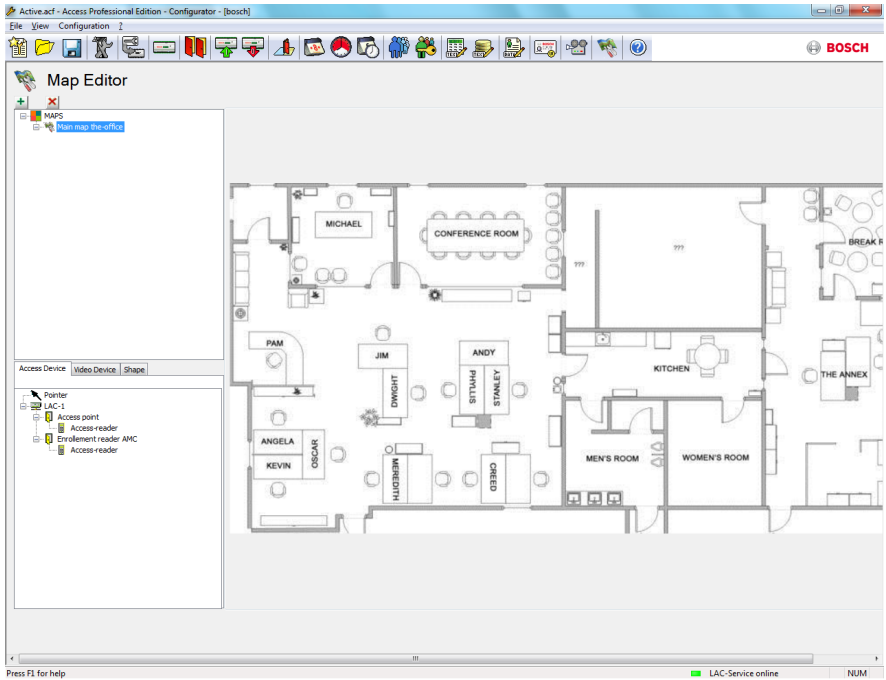 Active.acf - Access Professional Edition - Configurator - [bosch]
File View Configuration ?
BOSCH
Map Editor
MAPS
Main map the-office
Access Device Video Device Shape
Pointer
LAC-1
Access point
Access-reader
Enrollement reader AMC
Access-reader
MICHAEL
CONFERENCE ROOM
???
???
BREAK R
PAM
JIM
ANDY
DWIGHT
PHYLLIS
STANLEY
KITCHEN
THE ANNEX
ANGELA
KEVIN
OSCAR
MEREDITH
CREED
MEN'S ROOM
WOMEN'S ROOM
Press F1 for help
LAC-Service online
NUM